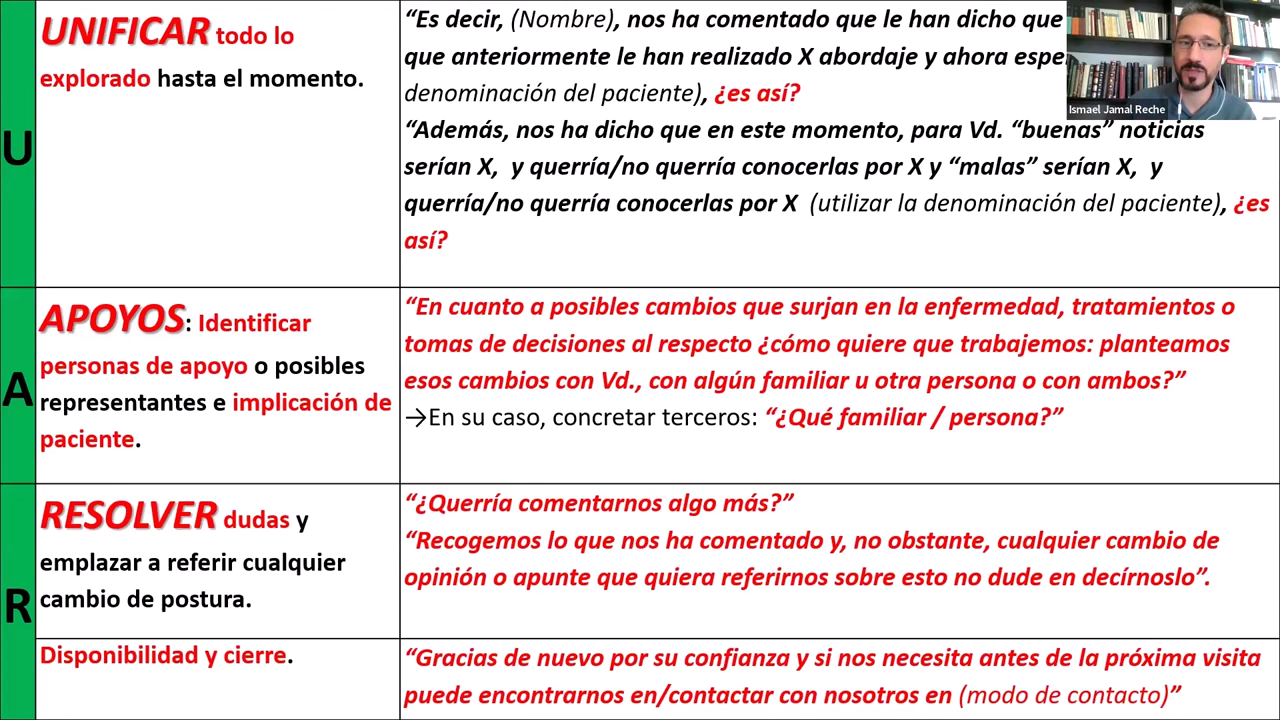 U
UNIFICAR todo lo
explorado hasta el momento.
“Es decir, (Nombre), nos ha comentado que le han dicho que
que anteriormente le han realizado X abordaje y ahora
denominación del paciente), ¿es así?
“Además, nos ha dicho que en este momento, para Vd. “buenas” noticias
serían X, y querría/no querría conocerlas por X y “malas” serían X, y
querría/no querría conocerlas por X (utilizar la denominación del paciente), ¿es
así?
Ismael Jamal Reche
A
APOYOS: Identificar
personas de apoyo o posibles
representantes e implicación de
paciente.
“En cuanto a posibles cambios que surjan en la enfermedad, tratamientos o
tomas de decisiones al respecto ¿cómo quiere que trabajemos: planteamos
esos cambios con Vd., con algún familiar u otra persona o con ambos?”
→En su caso, concretar terceros: “¿Qué familiar / persona?”
R
RESOLVER dudas y
emplazar a referir cualquier
cambio de postura.
“¿Querría comentarnos algo más?”
“Recogemos lo que nos ha comentado y, no obstante, cualquier cambio de
opinión o apunte que quiera referirnos sobre esto no dude en decírnoslo”.
Disponibilidad y cierre.
“Gracias de nuevo por su confianza y si nos necesita antes de la próxima visita
puede encontrarnos en/contactar con nosotros en (modo de contacto)”